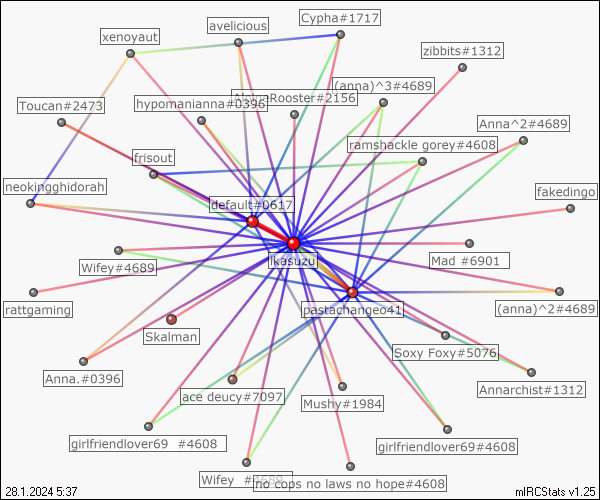 Cypha#1717
avelicious
xenoyaut
zibbits#1312
(anna)^3#4689
Rooster#2156
hypomanianna#0396
Toucan#2473
Anna^2#4689
ramshackle gorey#4608
frisout
neokingghidorah
fakedingo
default#0617
ikasuzu
Mad #6901
Wifey#4689
rattgaming
pastachangeo41
(anna)^2#4689
Skalman
Soxy Foxy#5076
Anna.#0396
Annarchist#1312
ace deucy#7097
Mushy#1984
girlfriendlover69 #4608
girlfriendlover69#4608
Wifey #4689
no cops no laws no hope#4608
28.1.2024 5:37
mIRCStats v1.25